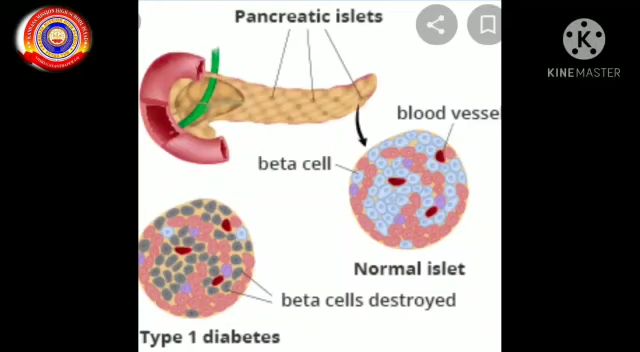 Pancreatic islets
KINEMASTER
blood vesse
beta cell
Normal islet
beta cells destroyed
Type 1 diabetes